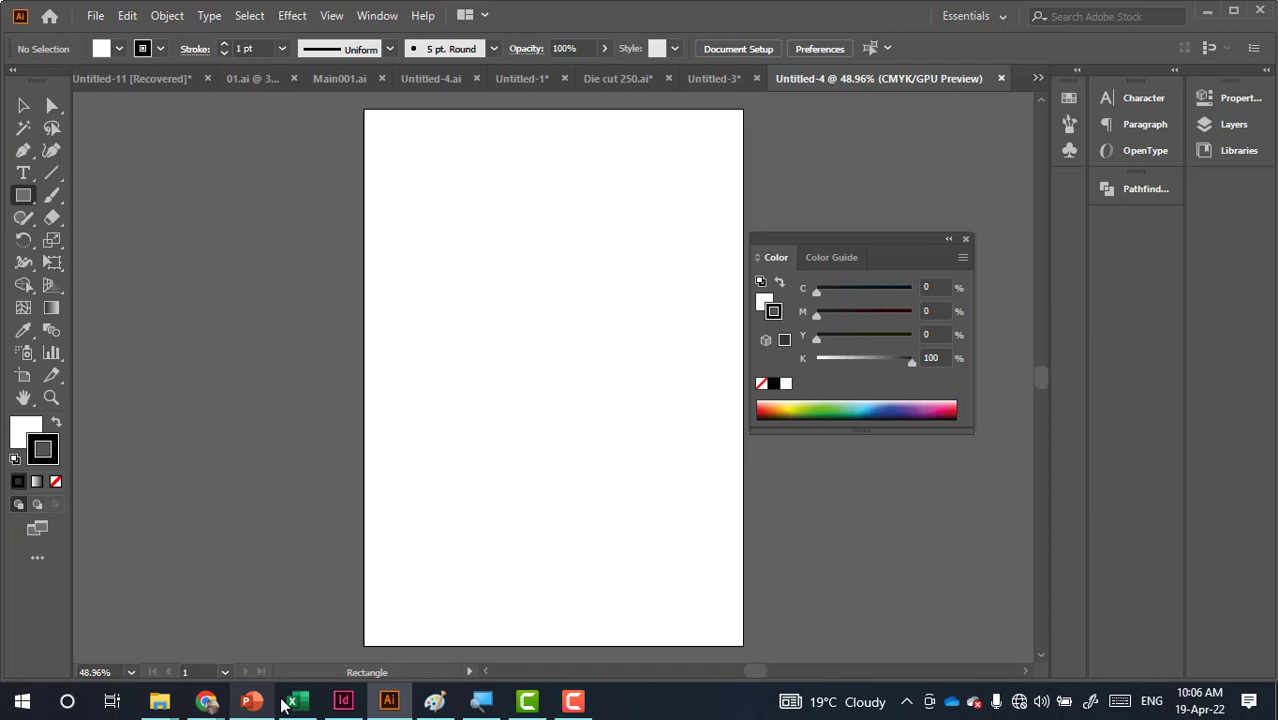 Ai File Edit Object Type Select Effect View Window Help Essentials Search Adobe Stock
No Selection Stroke: 1 pt Uniform 5 pt. Round Opacity: 100% Style: Document Setup Preferences
Untitled-11 [Recovered]* 01.ai @ 3... Main001.ai Untitled-4.ai Untitled-1* Die cut 250.ai* Untitled-3* Untitled-4 @ 48.96% (CMYK/GPU Preview)
Character Propert...
Paragraph Layers
OpenType Libraries
Pathfind...
Color Color Guide
C 0 %
M 0 %
Y 0 %
K 100 %
48.96% 1 Rectangle
Id Ai 19°C Cloudy ENG 10:06 AM
19-Apr-22